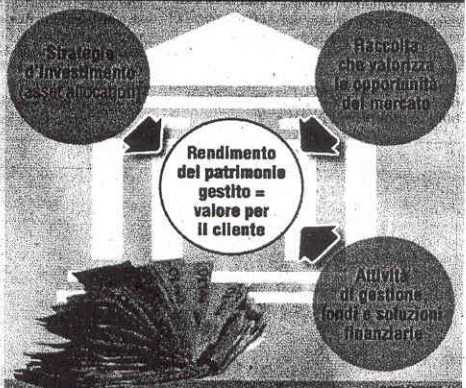 Strategie
d'investimento
(asset allocation)
Raccolta
che valorizza
le opportunità
del mercato
Rendimento
del patrimonio
gestito =
valore per
il cliente
Attività
di gestione
fondi e soluzioni
finanziarie